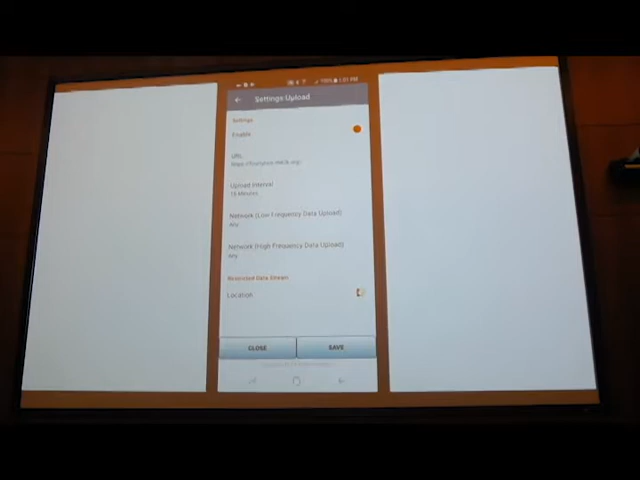 Settings Upload
Settings
Enable
URL
Upload Interval
15 Minutes
Network (Low Frequency Data Upload)
Any
Network (High Frequency Data Upload)
Any
Restricted Data Stream
Location
CLOSE
SAVE